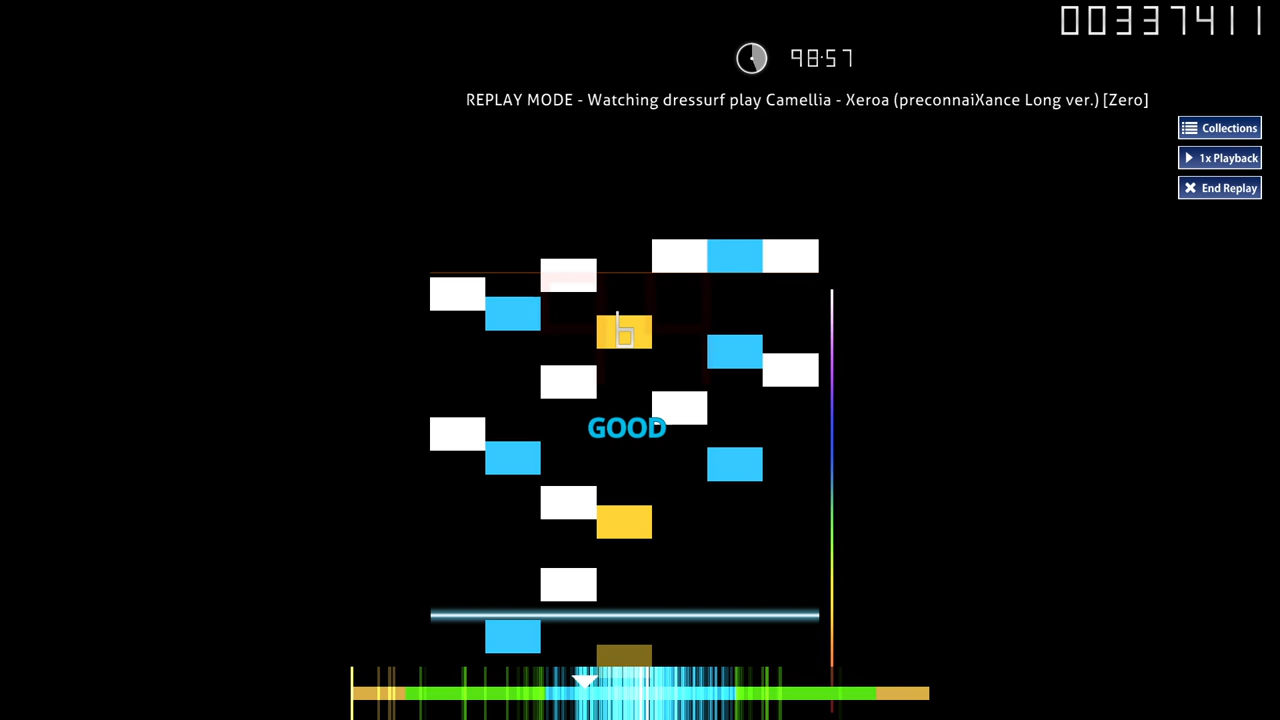 00337411
98.57
REPLAY MODE - Watching dressurf play Camellia - Xeroa (preconnaiXance Long ver.) [Zero]
Collections
1x Playback
End Replay
6
GOOD